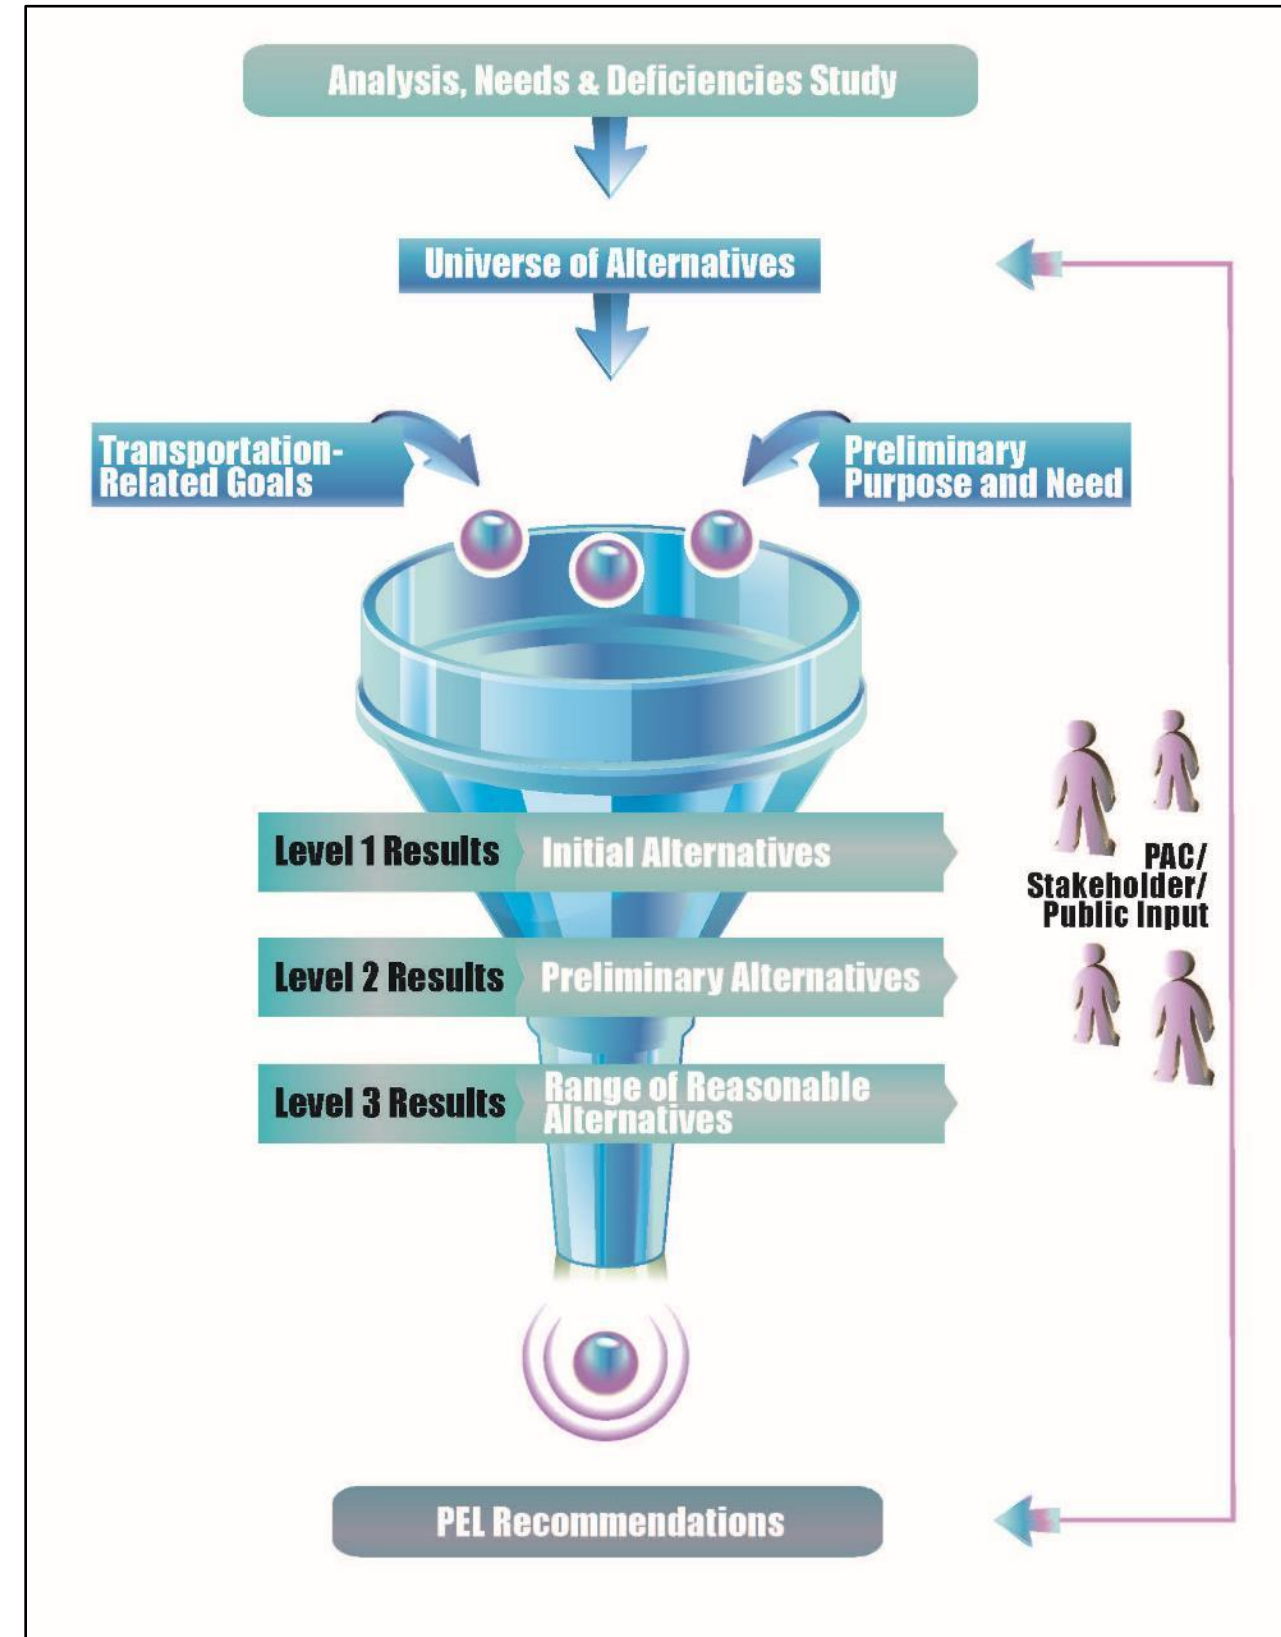 Analysis, Needs & Deficiencies Study
Universe of Alternatives
Transportation-
Related Goals
Preliminary
Purpose and Need
Level 1 Results
Initial Alternatives
Level 2 Results
Preliminary Alternatives
Level 3 Results
Range of Reasonable
Alternatives
PAC/
Stakeholder/
Public Input
PEL Recommendations